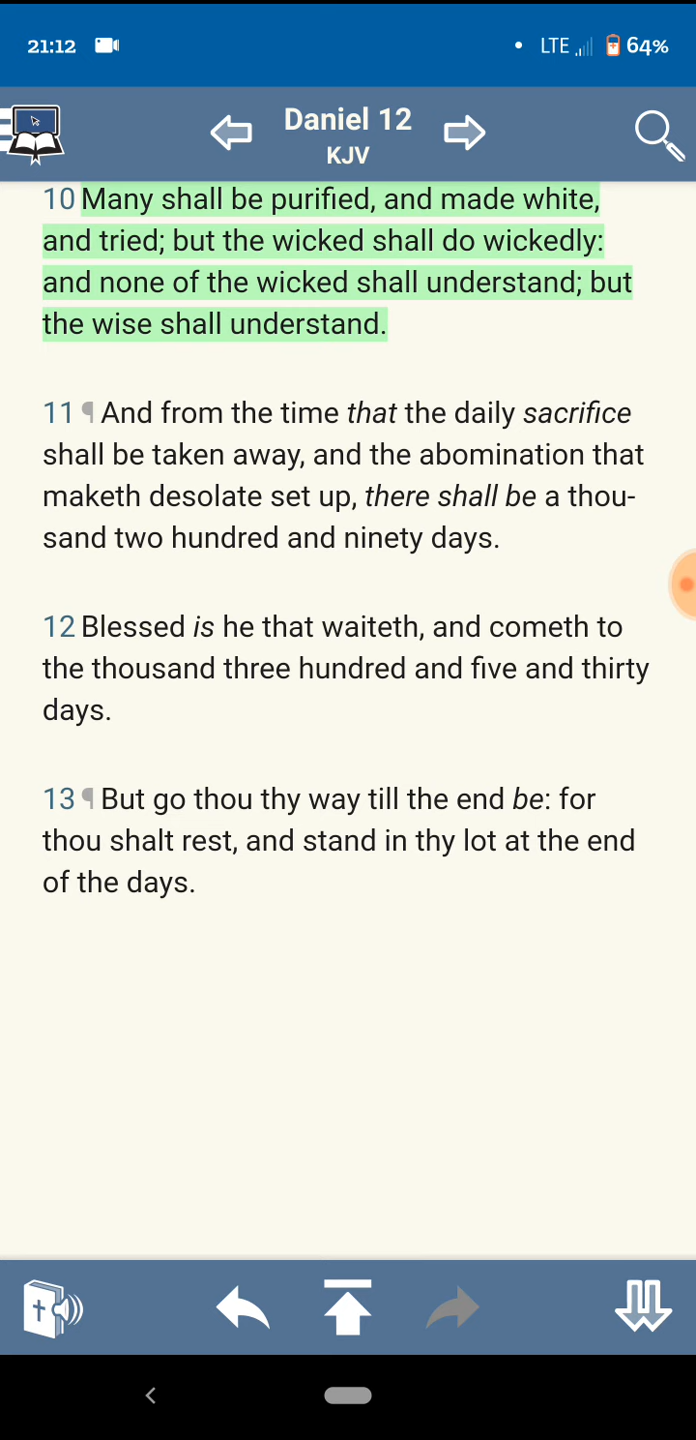 21:12 LTE 64%
Daniel 12
KJV
10 Many shall be purified, and made white,
and tried; but the wicked shall do wickedly:
and none of the wicked shall understand; but
the wise shall understand.
11 ¶ And from the time that the daily sacrifice
shall be taken away, and the abomination that
maketh desolate set up, there shall be a thou-
sand two hundred and ninety days.
12 Blessed is he that waiteth, and cometh to
the thousand three hundred and five and thirty
days.
13 ¶ But go thou thy way till the end be: for
thou shalt rest, and stand in thy lot at the end
of the days.